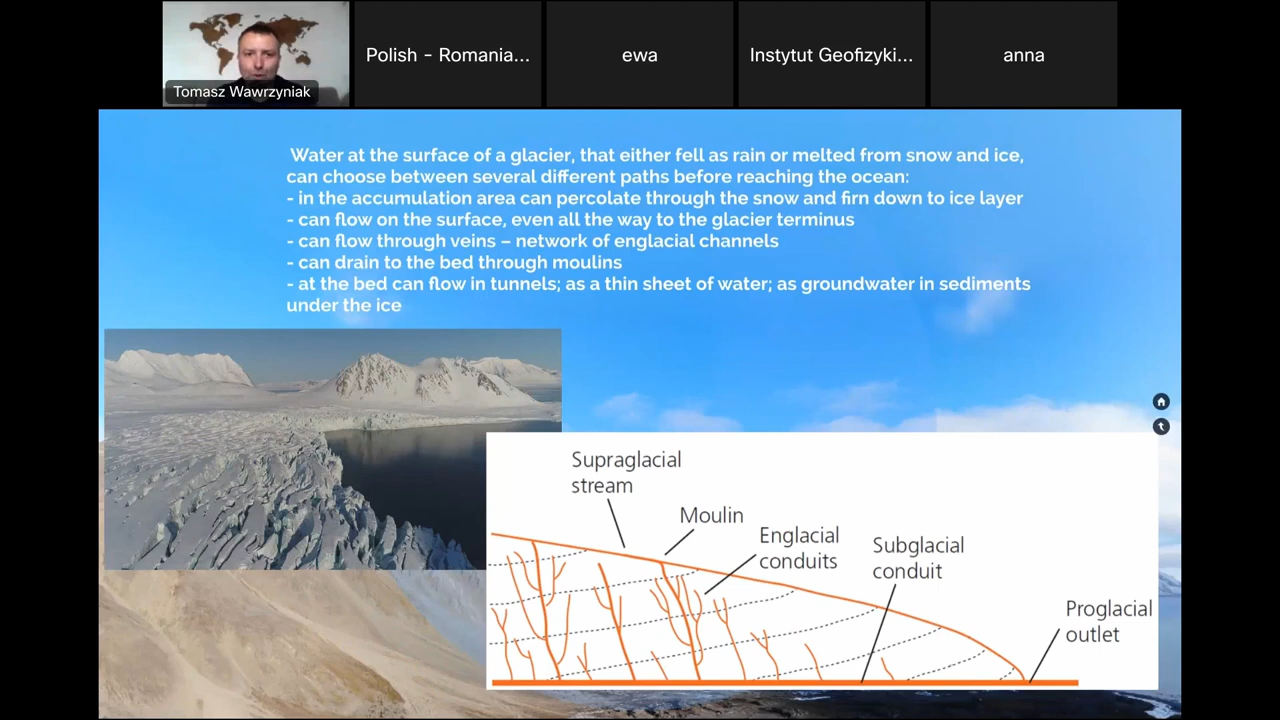 Tomasz Wawrzyniak
Polish - Romania...
ewa
Instytut Geofizyki...
anna
Water at the surface of a glacier, that either fell as rain or melted from snow and ice,
can choose between several different paths before reaching the ocean:
- in the accumulation area can percolate through the snow and firn down to ice layer
- can flow on the surface, even all the way to the glacier terminus
- can flow through veins – network of englacial channels
- can drain to the bed through moulins
- at the bed can flow in tunnels; as a thin sheet of water; as groundwater in sediments
under the ice
Supraglacial
stream
Moulin
Englacial
conduits
Subglacial
conduit
Proglacial
outlet